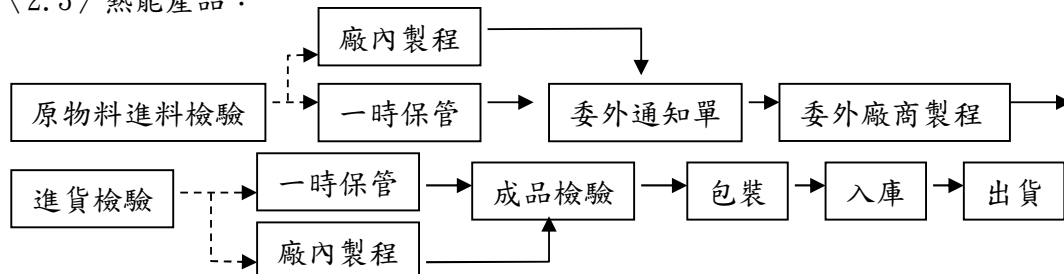 〈2.5〉熱能產品：
廠內製程
原物料進料檢驗 一時保管 委外通知單 委外廠商製程
進貨檢驗 一時保管 成品檢驗 包裝 入庫 出貨
廠內製程